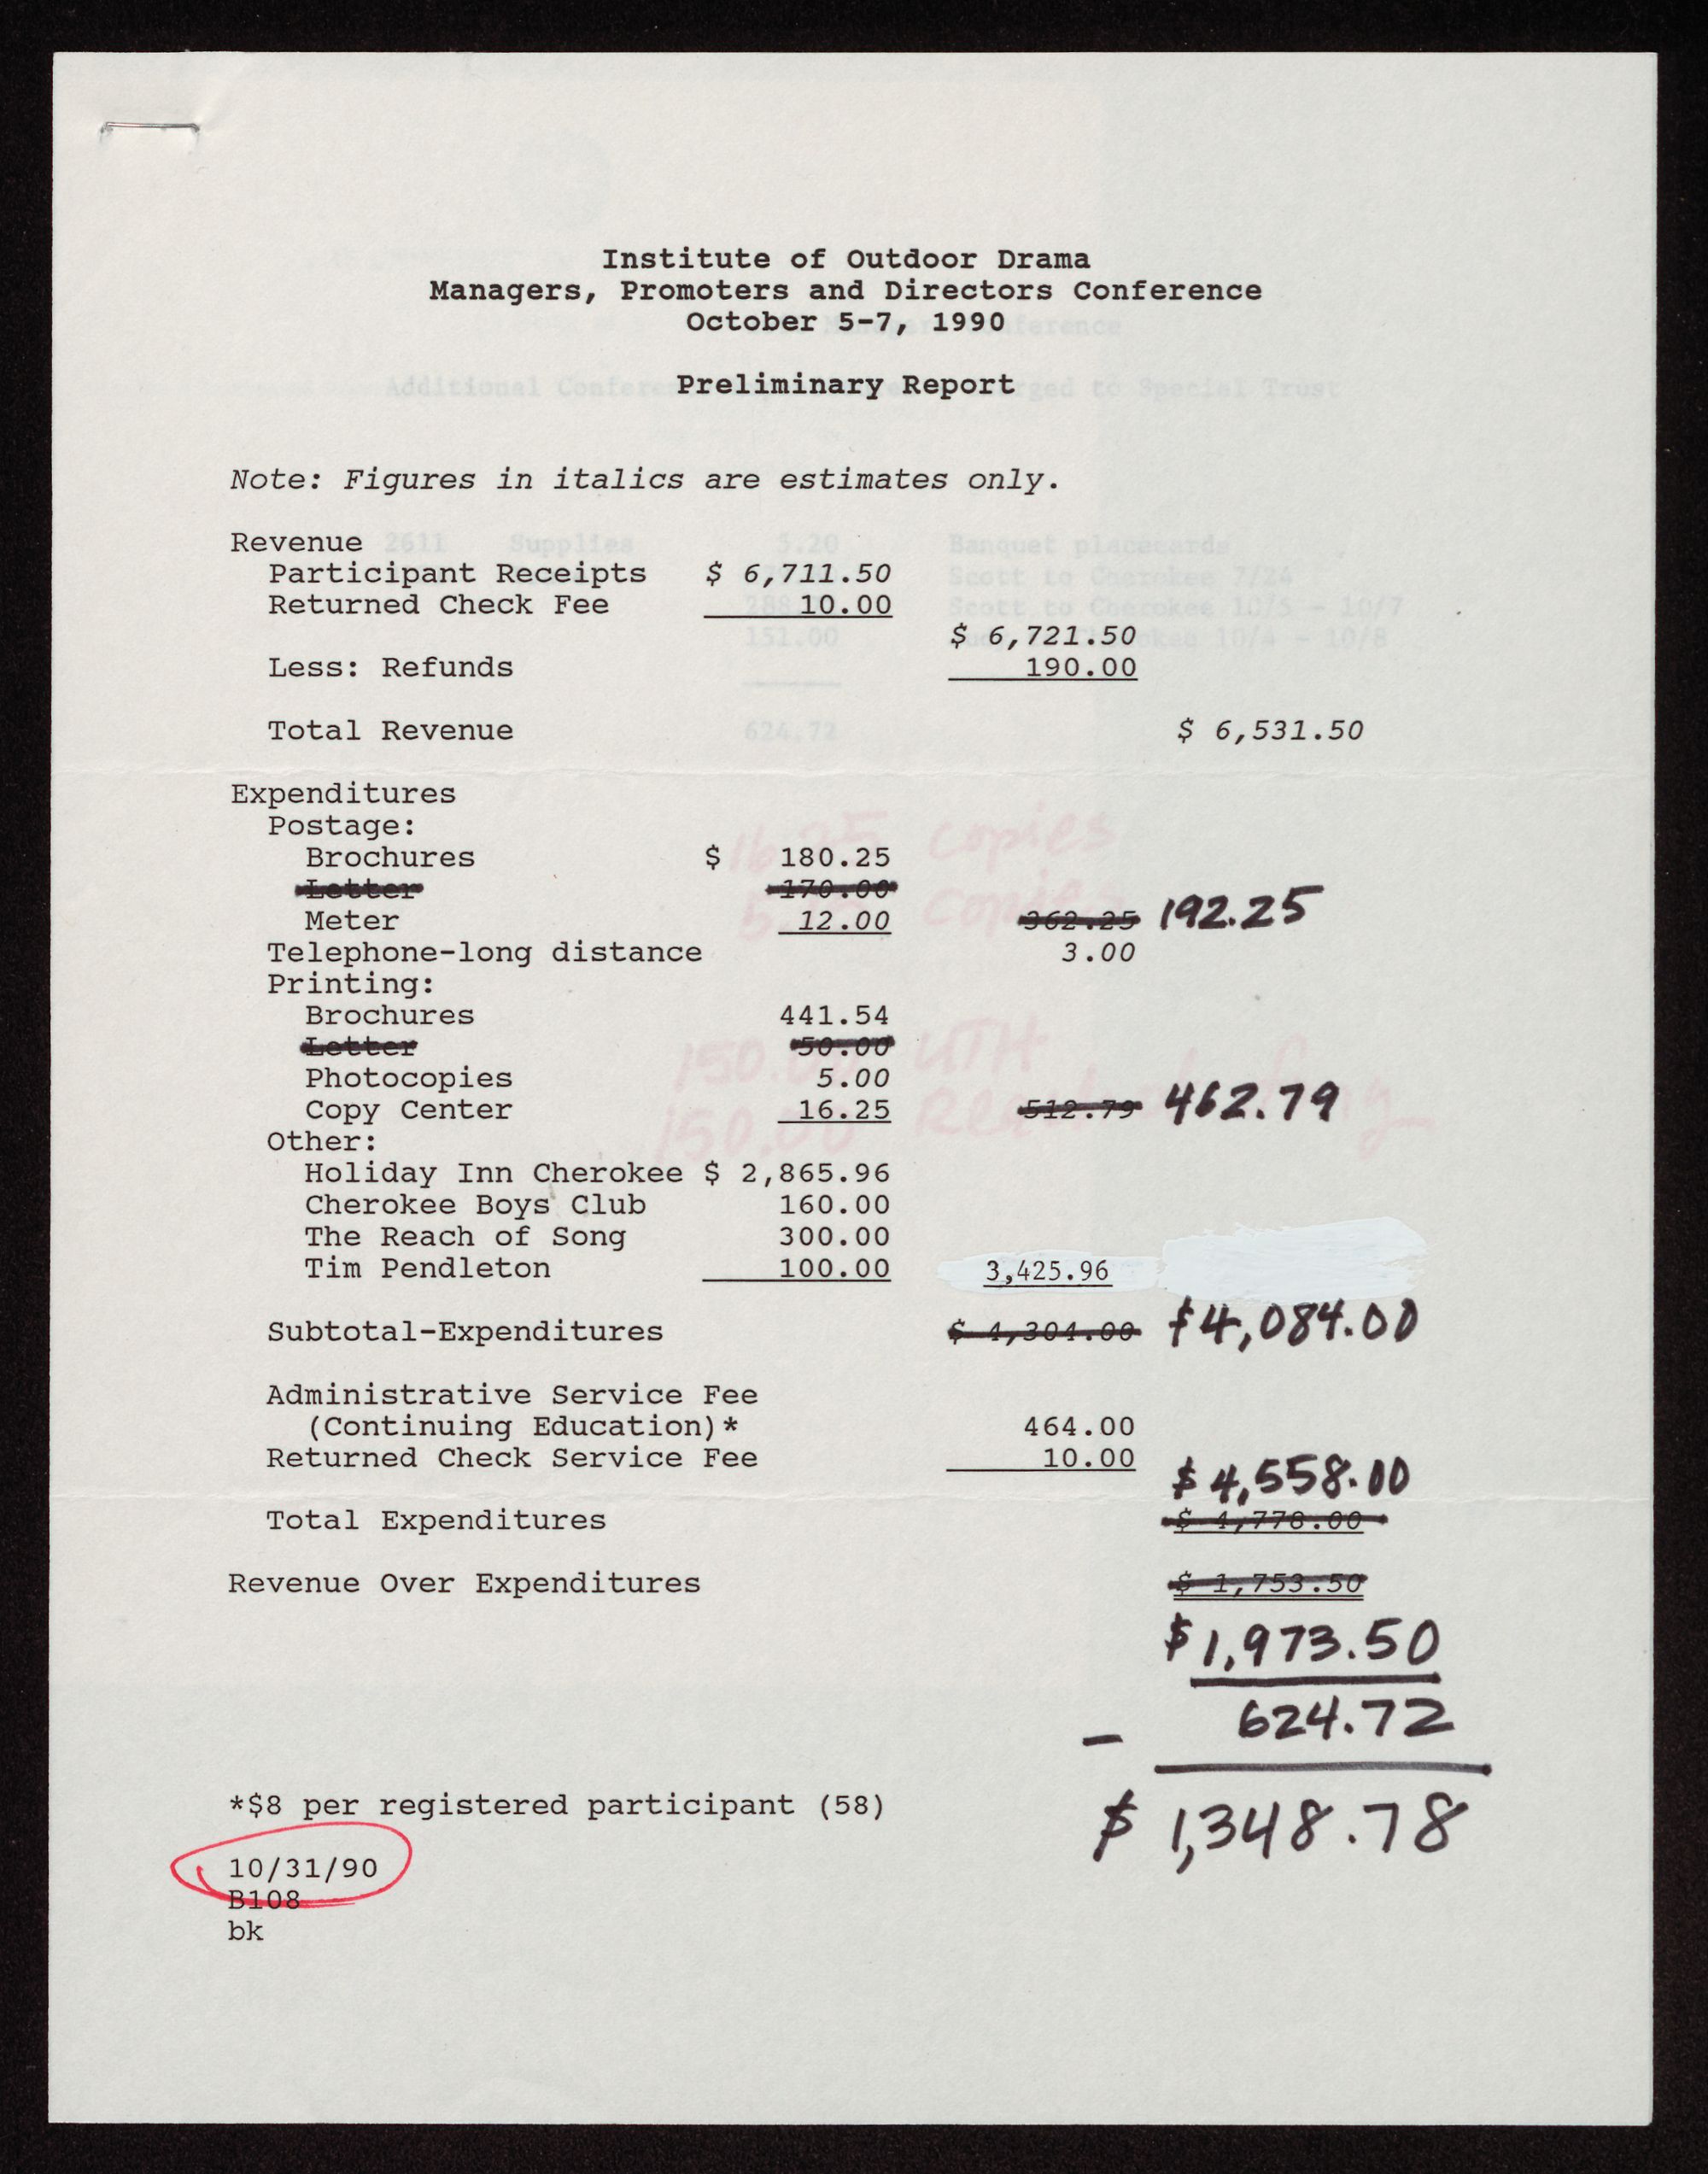 Institute of Outdoor Drama
Managers, Promoters and Directors Conference
October 5-7, 1990
Preliminary Report
Note: Figures in italics are estimates only.
Revenue
Participant Receipts $ 6,711.50
Returned Check Fee 10.00
$ 6,721.50
Less: Refunds 190.00
Total Revenue $ 6,531.50
Expenditures
Postage:
Brochures $ 180.25
Letter 170.00
Meter 12.00 362.25 192.25
Telephone-long distance 3.00
Printing:
Brochures 441.54
Letter 50.00
Photocopies 5.00
Copy Center 16.25 512.79 462.79
Other:
Holiday Inn Cherokee $ 2,865.96
Cherokee Boys Club 160.00
The Reach of Song 300.00
Tim Pendleton 100.00 3,425.96
Subtotal-Expenditures $ 4,304.00 $4,084.00
Administrative Service Fee
(Continuing Education)* 464.00
Returned Check Service Fee 10.00
$4,558.00
Total Expenditures $ 4,778.00
Revenue Over Expenditures $ 1,753.50
$1,973.50
- 624.72
$ 1,348.78
*$8 per registered participant (58)
10/31/90
B108
bk